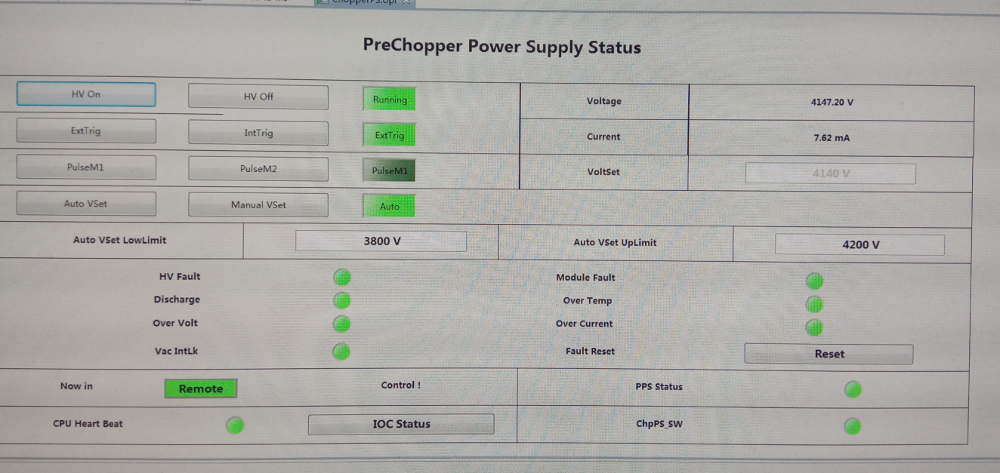 ChopperPS.opi
PreChopper Power Supply Status
HV On HV Off Running Voltage 4147.20 V
ExtTrig IntTrig ExtTrig Current 7.62 mA
PulseM1 PulseM2 PulseM1 VoltSet 4140 V
Auto VSet Manual VSet Auto
Auto VSet LowLimit 3800 V Auto VSet UpLimit 4200 V
HV Fault Module Fault
Discharge Over Temp
Over Volt Over Current
Vac IntLk Fault Reset Reset
Now in Remote Control ! PPS Status
CPU Heart Beat IOC Status ChpPS_SW